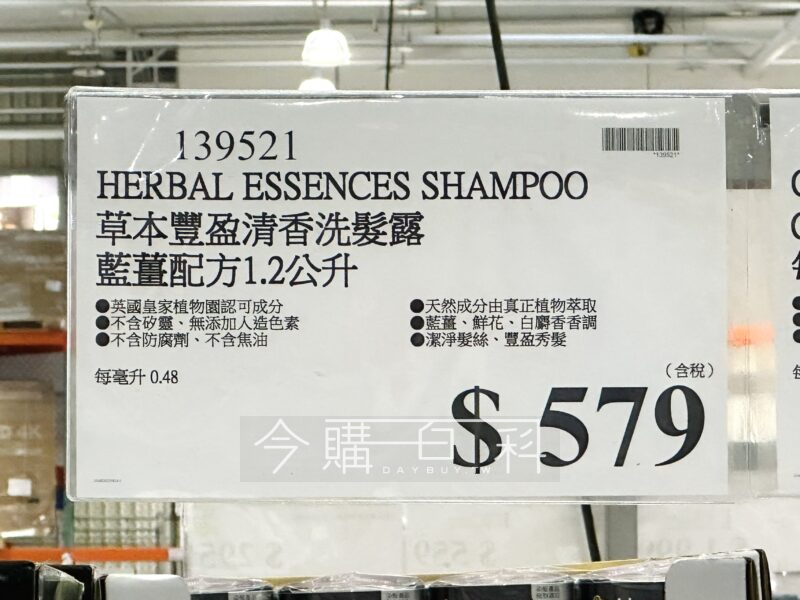 139521
*139521*
HERBAL ESSENCES SHAMPOO
草本豐盈清香洗髮露
藍薑配方1.2公升
●英國皇家植物園認可成分
●不含矽靈、無添加人造色素
●不含防腐劑、不含焦油
●天然成分由真正植物萃取
●藍薑、鮮花、白麝香香調
●潔淨髮絲、豐盈秀髮
每毫升 0.48
(含稅)
$ 579
今購百科
DAYBUY.TW